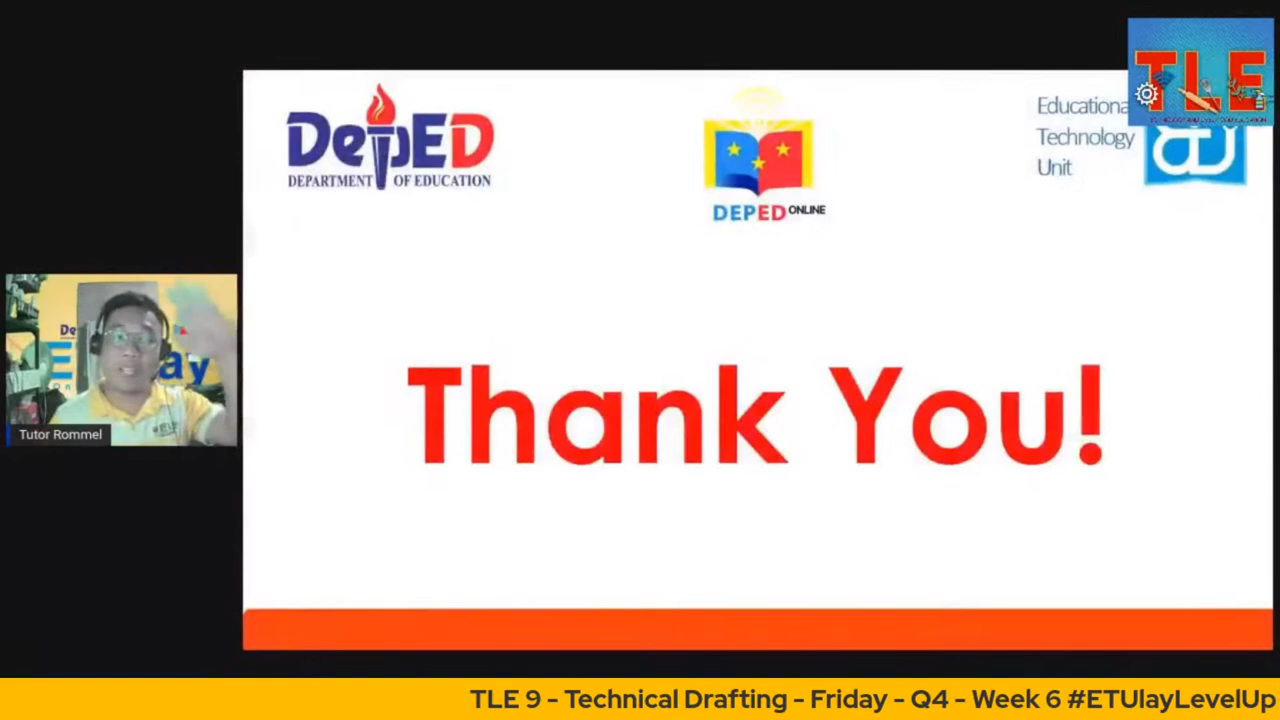 DepED
DEPARTMENT OF EDUCATION
DEPED ONLINE
Educationa
Technology
Unit
TLE
Thank You!
Tutor Rommel
TLE 9 - Technical Drafting - Friday - Q4 - Week 6 #ETUlayLevelUp